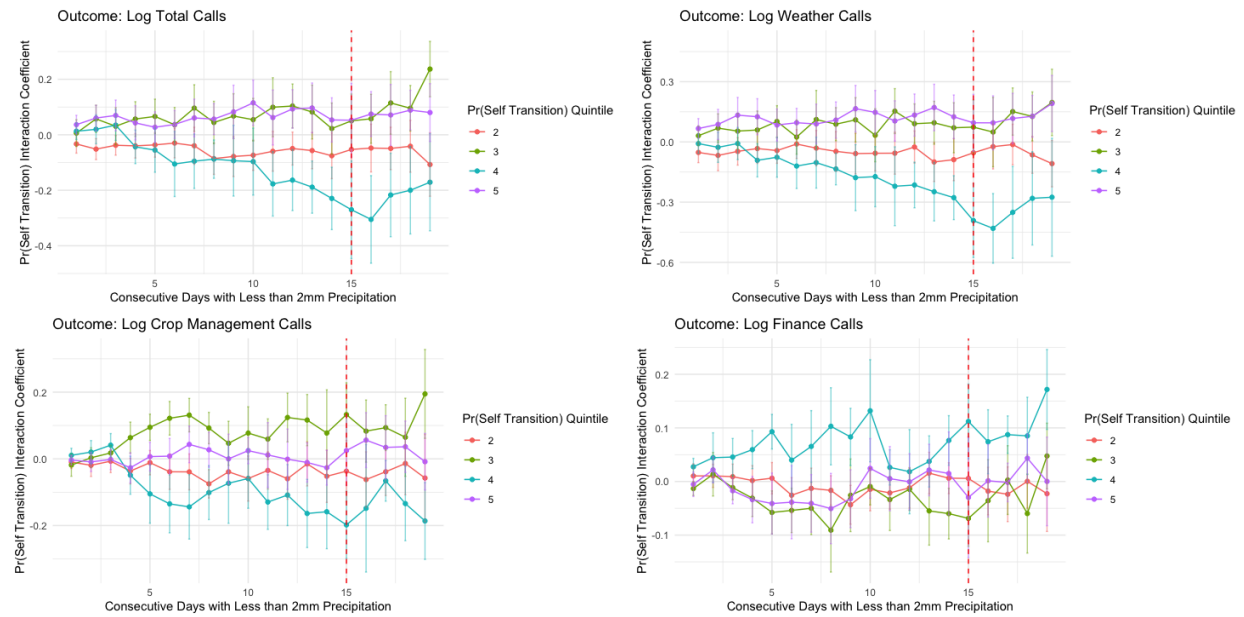 Outcome: Log Total Calls
Pr(Self Transition) Interaction Coefficient
0.2
0.0
-0.2
-0.4
5
10
15
Consecutive Days with Less than 2mm Precipitation
Pr(Self Transition) Quintile
2
3
4
5
Outcome: Log Weather Calls
Pr(Self Transition) Interaction Coefficient
0.3
0.0
-0.3
-0.6
5
10
15
Consecutive Days with Less than 2mm Precipitation
Pr(Self Transition) Quintile
2
3
4
5
Outcome: Log Crop Management Calls
Pr(Self Transition) Interaction Coefficient
0.2
0.0
-0.2
5
10
15
Consecutive Days with Less than 2mm Precipitation
Pr(Self Transition) Quintile
2
3
4
5
Outcome: Log Finance Calls
Pr(Self Transition) Interaction Coefficient
0.2
0.1
0.0
-0.1
5
10
15
Consecutive Days with Less than 2mm Precipitation
Pr(Self Transition) Quintile
2
3
4
5